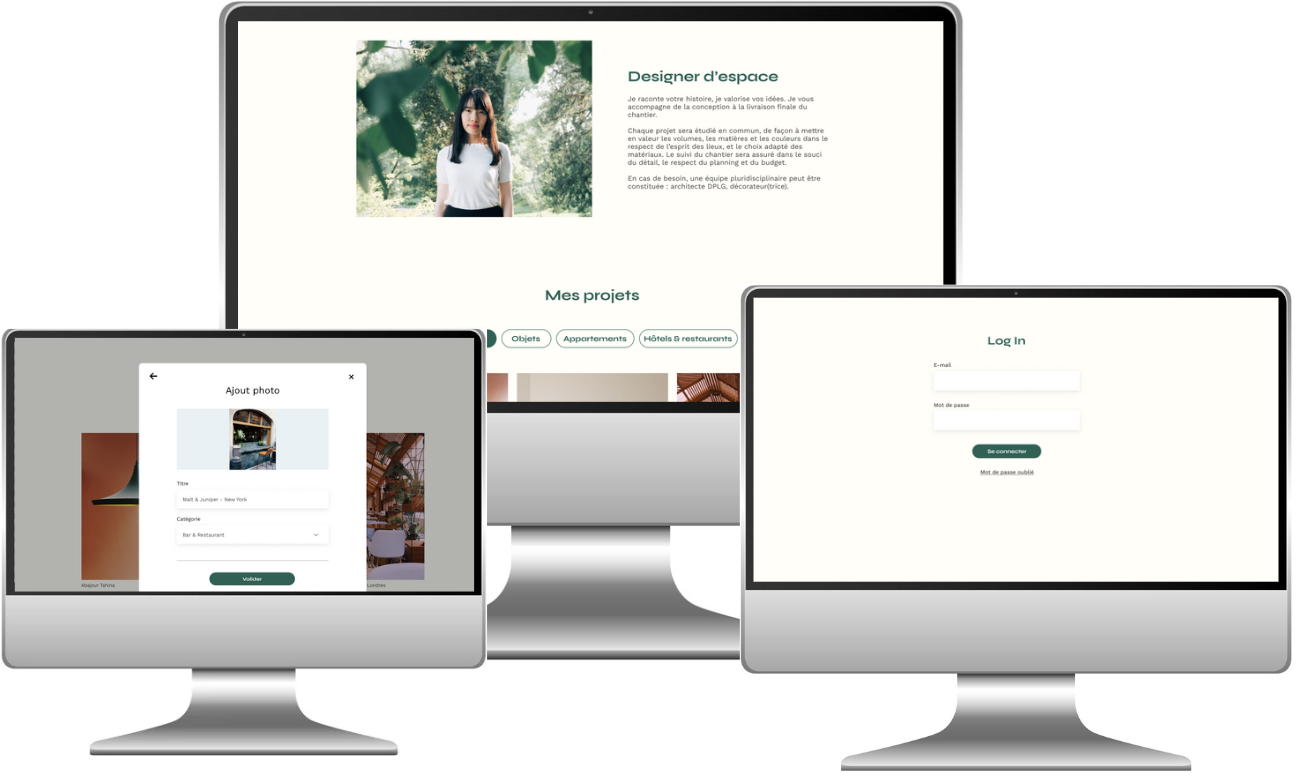 Designer d'espace
Je raconte votre histoire, je valorise vos idées. Je vous
accompagne de la conception à la livraison finale du
chantier.
Chaque projet sera étudié en commun, de façon à mettre
en valeur les volumes, les matières et les couleurs dans le
respect de l'esprit des lieux, et le choix adapté des
matériaux. Le suivi du chantier sera assuré dans le souci
du détail, le respect du planning et du budget.
En cas de besoin, une équipe pluridisciplinaire peut être
constituée : architecte DPLG, décorateur(trice).
Mes projets
Objets
Appartements
Hôtels & restaurants
Ajout photo
Titre
Malt & Juniper - New York
Catégorie
Bar & Restaurant
Valider
Abajour Tahina
Londres
Log In
E-mail
Mot de passe
Se connecter
Mot de passe oublié